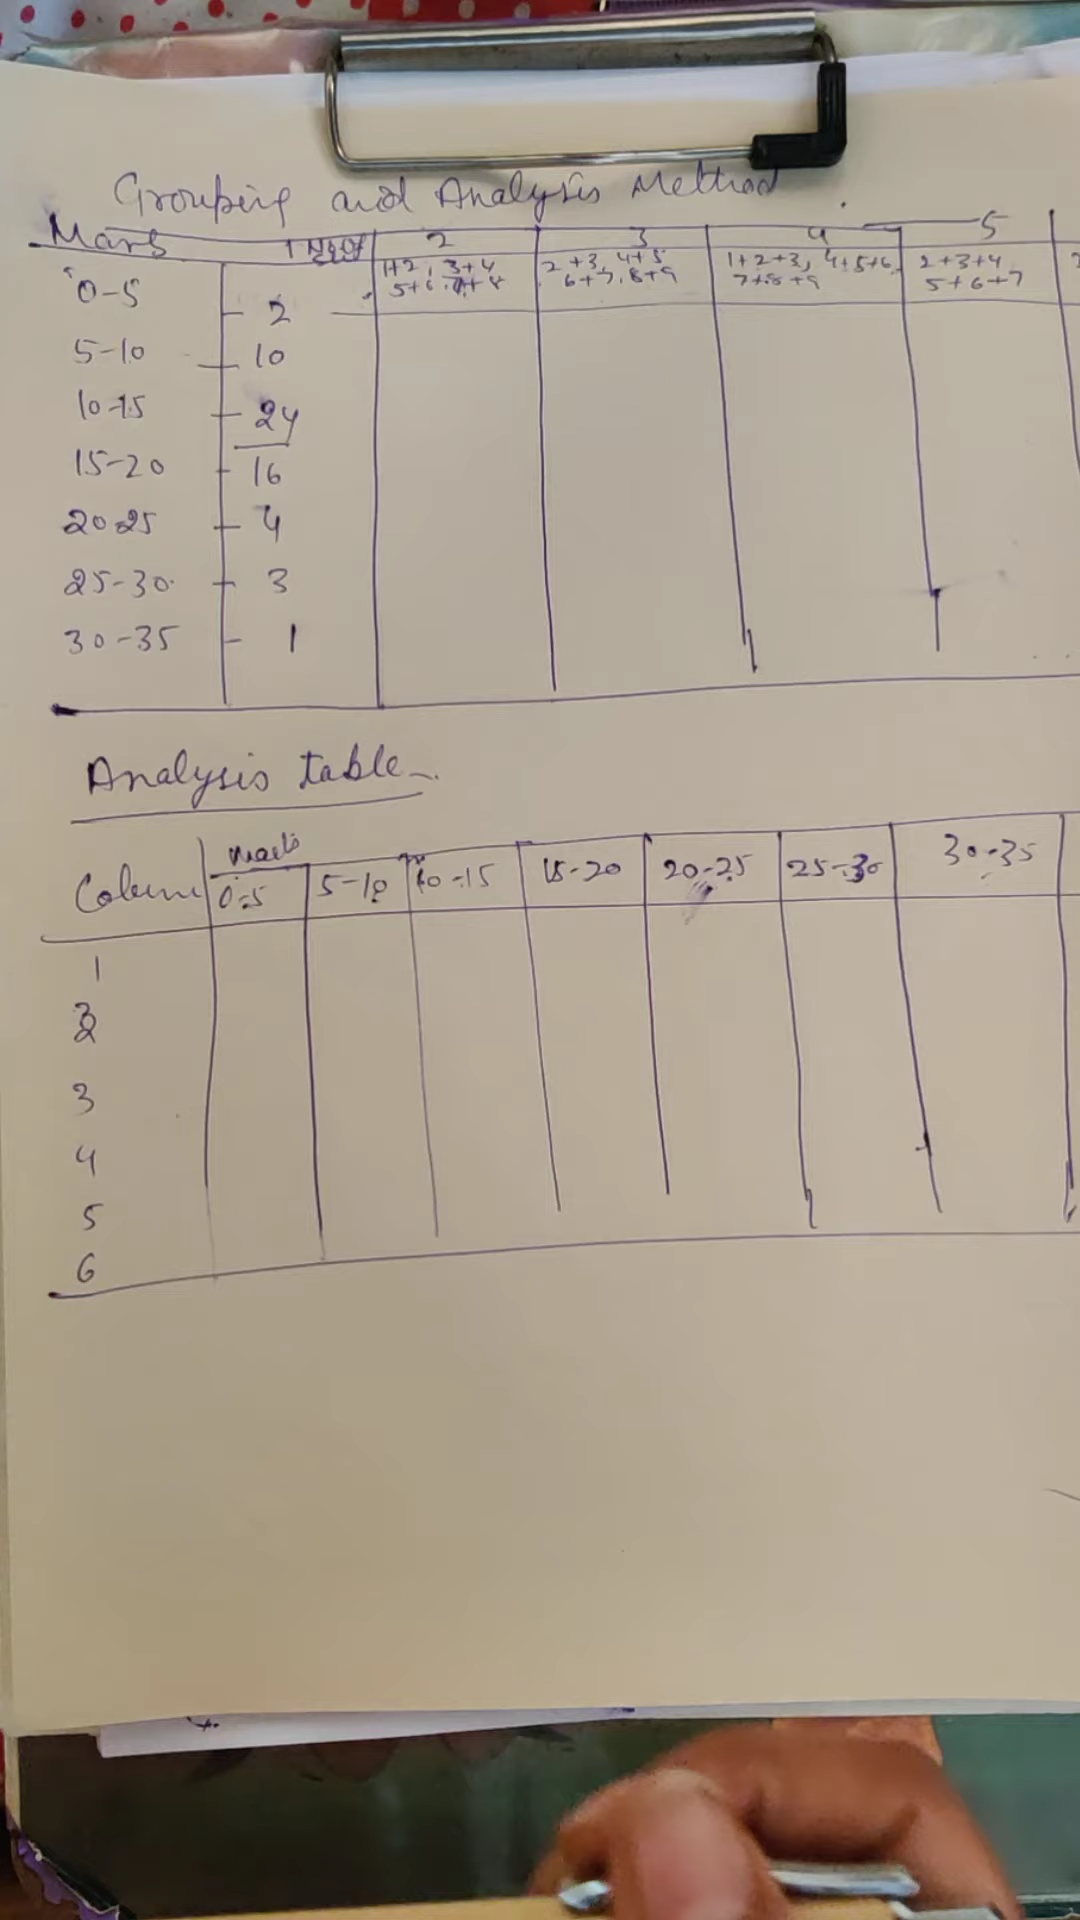 Grouping and Analysis Method
Marks 1 2 3 4 5
1+2, 3+4 2+3, 4+5 1+2+3, 4+5+6 2+3+4
5+6, 7+8 6+7, 8+9 7+8+9 5+6+7
0-5 2
5-10 10
10-15 24
15-20 16
20-25 4
25-30 3
30-35 1
Analysis table
Marks
Column 0-5 5-10 10-15 15-20 20-25 25-30 30-35
1
2
3
4
5
6